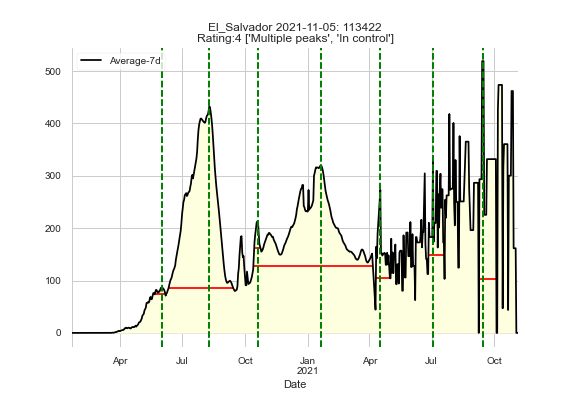 El_Salvador 2021-11-05: 113422
Rating:4 ['Multiple peaks', 'In control']
Average-7d
500
400
300
200
100
0
Apr Jul Oct Jan Apr Jul Oct
2021
Date